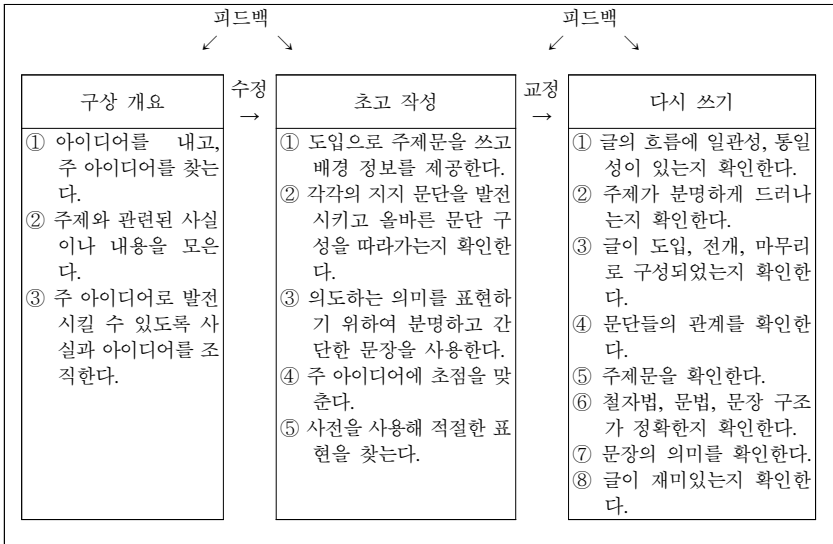 피드백
피드백
구상 개요
수정
초고 작성
교정
다시 쓰기
① 아이디어를 내고,
주 아이디어를 찾는
다.
② 주제와 관련된 사실
이나 내용을 모은
다.
③ 주 아이디어로 발전
시킬 수 있도록 사
실과 아이디어를 조
직한다.
① 도입으로 주제문을 쓰고
배경 정보를 제공한다.
② 각각의 지지 문단을 발전
시키고 올바른 문단 구
성을 따라가는지 확인한
다.
③ 의도하는 의미를 표현하
기 위하여 분명하고 간
단한 문장을 사용한다.
④ 주 아이디어에 초점을 맞
춘다.
⑤ 사전을 사용해 적절한 표
현을 찾는다.
① 글의 흐름에 일관성, 통일
성이 있는지 확인한다.
② 주제가 분명하게 드러나
는지 확인한다.
③ 글이 도입, 전개, 마무리
로 구성되었는지 확인한
다.
④ 문단들의 관계를 확인한
다.
⑤ 주제문을 확인한다.
⑥ 철자법, 문법, 문장 구조
가 정확한지 확인한다.
⑦ 문장의 의미를 확인한다.
⑧ 글이 재미있는지 확인한
다.